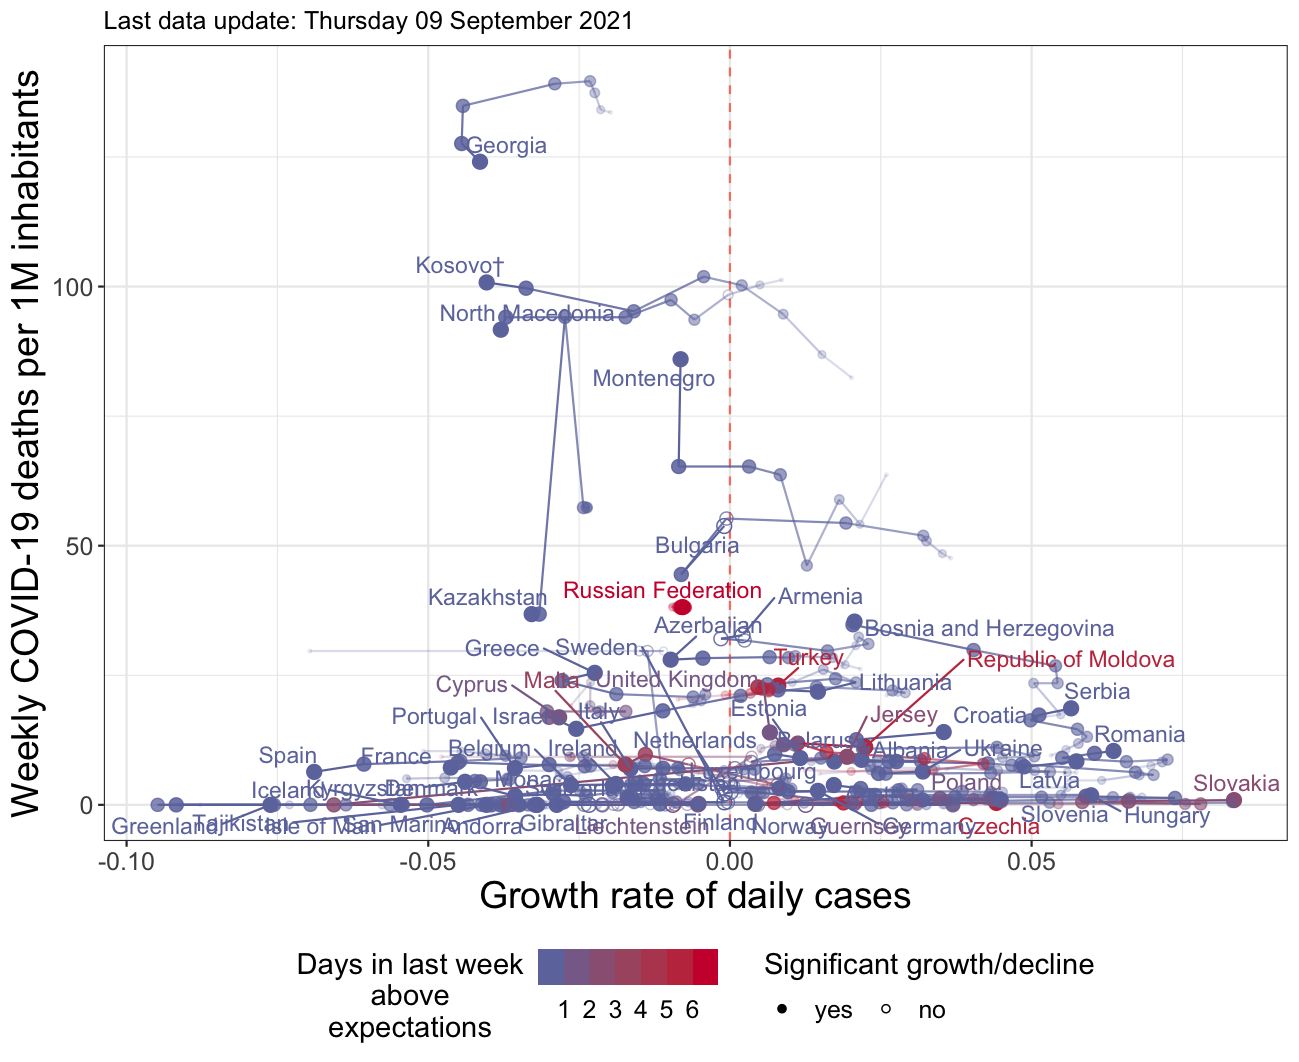 Last data update: Thursday 09 September 2021
Weekly COVID-19 deaths per 1M inhabitants
100
50
0
Georgia
Kosovo†
North Macedonia
Montenegro
Bulgaria
Russian Federation
Kazakhstan
Armenia
Azerbaijan
Bosnia and Herzegovina
Greece
Sweden
Turkey
Republic of Moldova
Cyprus
Malta
United Kingdom
Lithuania
Serbia
Portugal
Israel
Italy
Estonia
Jersey
Croatia
Spain
France
Belgium
Ireland
Netherlands
Belarus
Albania
Ukraine
Romania
Iceland
Kyrgyzstan
Denmark
Monaco
Luxembourg
Poland
Latvia
Slovakia
Greenland
Tajikistan
Isle of Man
San Marino
Andorra
Gibraltar
Liechtenstein
Finland
Norway
Guernsey
Germany
Czechia
Slovenia
Hungary
-0.10
-0.05
0.00
0.05
Growth rate of daily cases
Days in last week
above
expectations
1 2 3 4 5 6
Significant growth/decline
yes
no